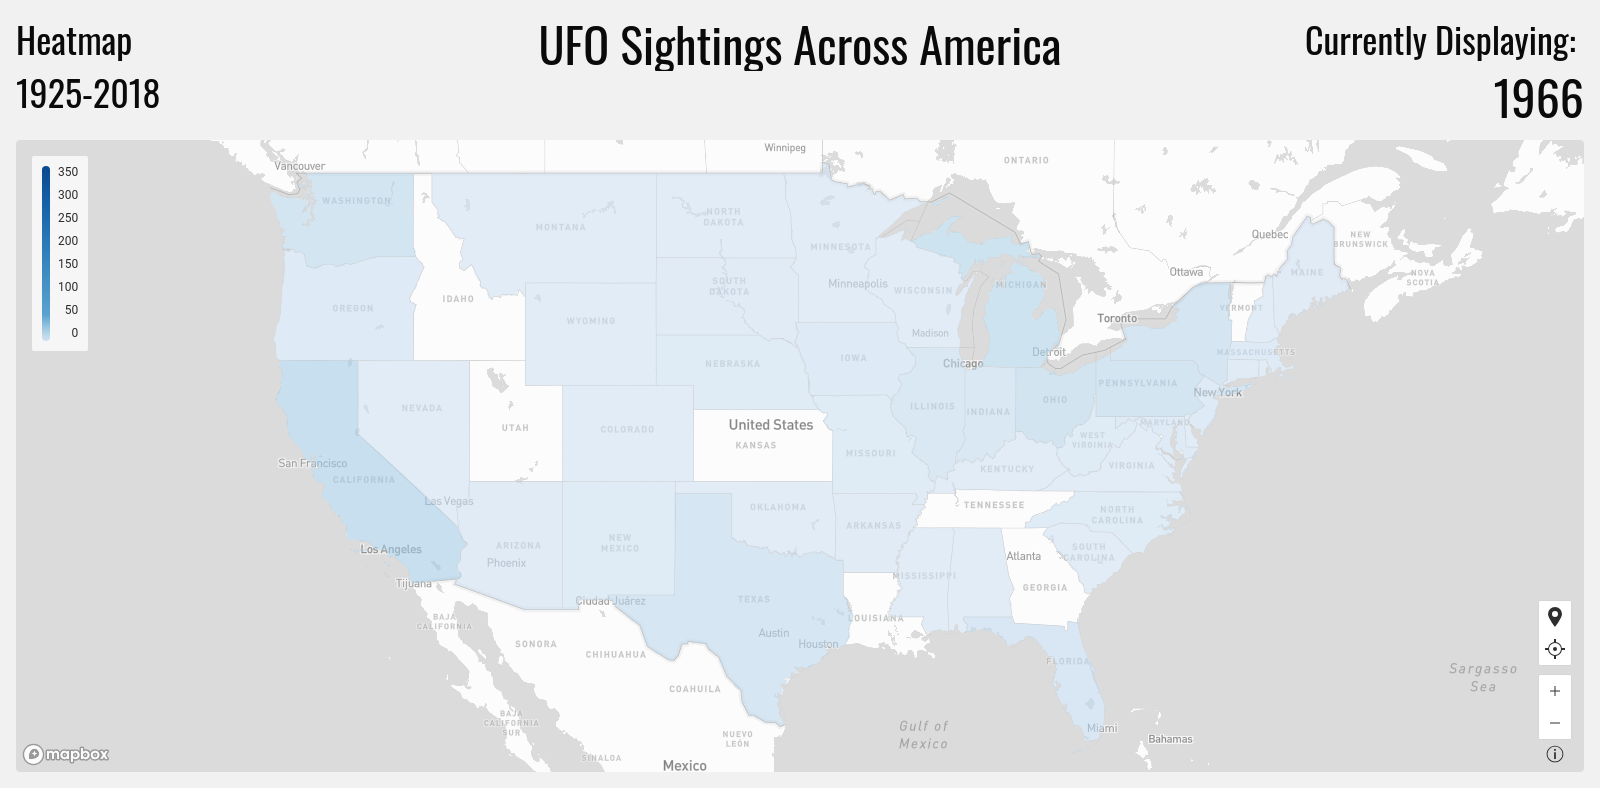 Heatmap
1925-2018
UFO Sightings Across America
Currently Displaying:
1966
350
300
250
200
150
100
50
0
Vancouver
Winnipeg
ONTARIO
WASHINGTON
MONTANA
NORTH
DAKOTA
MINNESOTA
Quebec
NEW
BRUNSWICK
Ottawa
MAINE
NOVA
SCOTIA
IDAHO
OREGON
WYOMING
SOUTH
DAKOTA
Minneapolis
WISCONSIN
MICHIGAN
VERMONT
Toronto
Madison
Detroit
MASSACHUSETTS
Chicago
NEBRASKA
IOWA
PENNSYLVANIA
New York
NEVADA
UTAH
COLORADO
United States
KANSAS
ILLINOIS
INDIANA
OHIO
MARYLAND
WEST
VIRGINIA
VIRGINIA
MISSOURI
KENTUCKY
San Francisco
CALIFORNIA
Las Vegas
OKLAHOMA
TENNESSEE
NORTH
CAROLINA
ARKANSAS
Los Angeles
ARIZONA
Phoenix
NEW
MEXICO
SOUTH
CAROLINA
Atlanta
MISSISSIPPI
GEORGIA
Tijuana
Ciudad Juárez
TEXAS
LOUISIANA
BAJA
CALIFORNIA
SONORA
CHIHUAHUA
Austin
Houston
FLORIDA
Sargasso
Sea
COAHUILA
BAJA
CALIFORNIA
SUR
NUEVO
LEÓN
Gulf of
Mexico
Miami
Bahamas
SINALOA
Mexico
mapbox